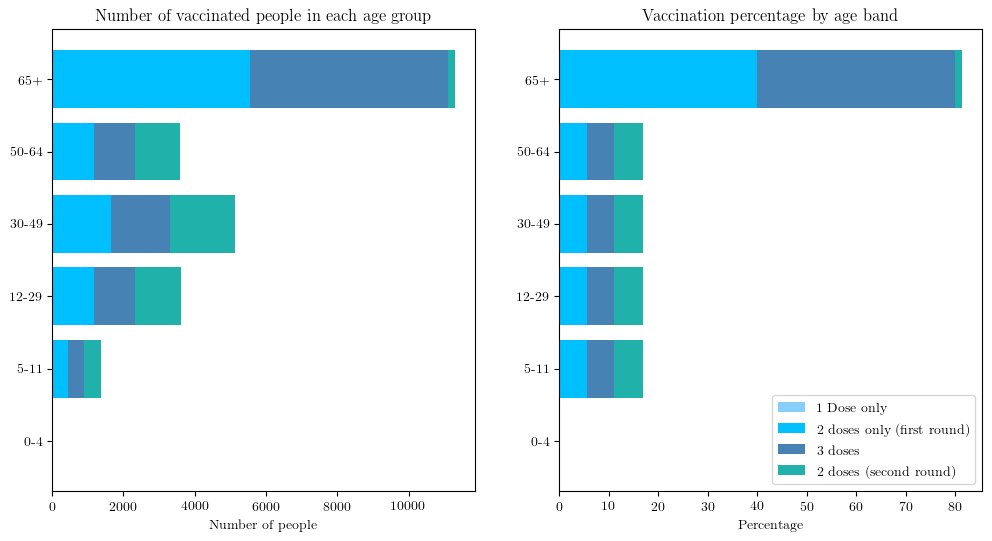 Number of vaccinated people in each age group
65+
50-64
30-49
12-29
5-11
0-4
0 2000 4000 6000 8000 10000
Number of people
Vaccination percentage by age band
65+
50-64
30-49
12-29
5-11
0-4
1 Dose only
2 doses only (first round)
3 doses
2 doses (second round)
0 10 20 30 40 50 60 70 80
Percentage